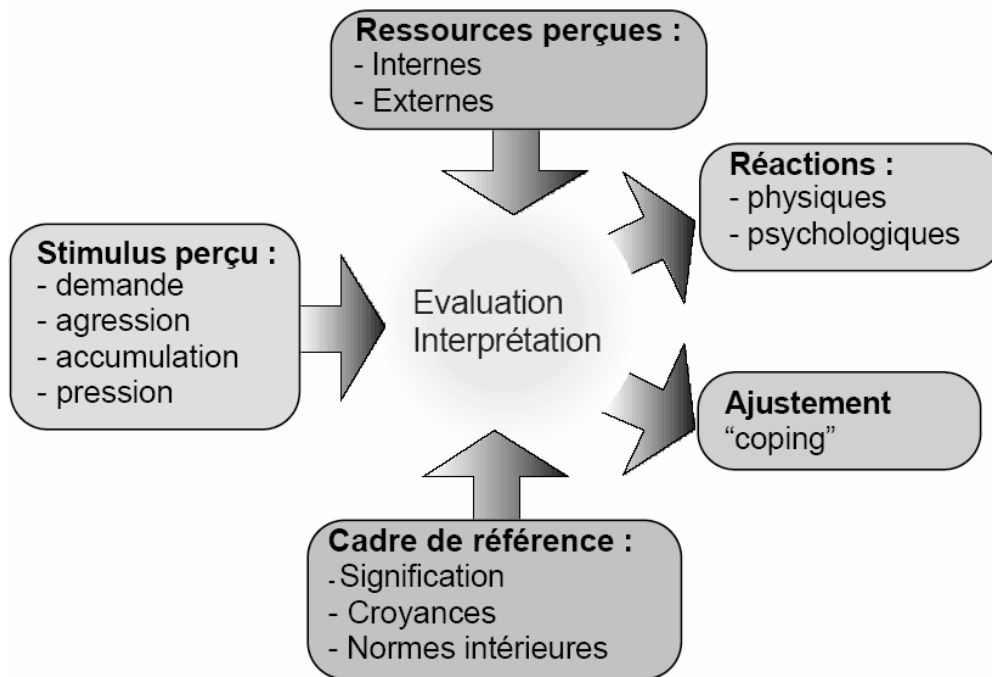 Ressources perçues :
- Internes
- Externes
Réactions :
- physiques
- psychologiques
Stimulus perçu :
- demande
- agression
- accumulation
- pression
Evaluation
Interprétation
Ajustement
“coping”
Cadre de référence :
- Signification
- Croyances
- Normes intérieures